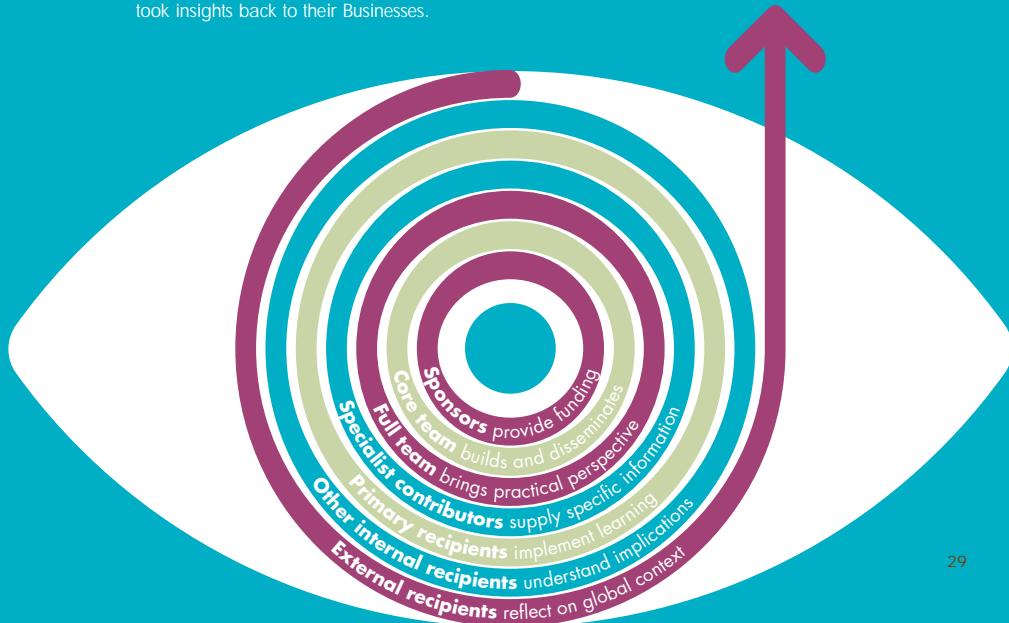 took insights back to their Businesses.
Sponsors provide funding
Core team builds and disseminates
Full team brings practical perspective
Specialist contributors supply specific information
Primary recipients implement learning
Other internal recipients understand implications
External recipients reflect on global context
29